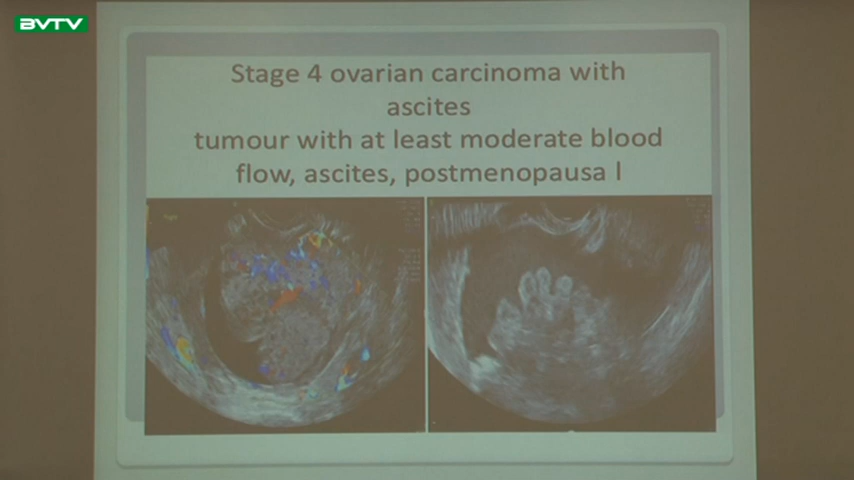 BVTV
Stage 4 ovarian carcinoma with
ascites
tumour with at least moderate blood
flow, ascites, postmenopausa l